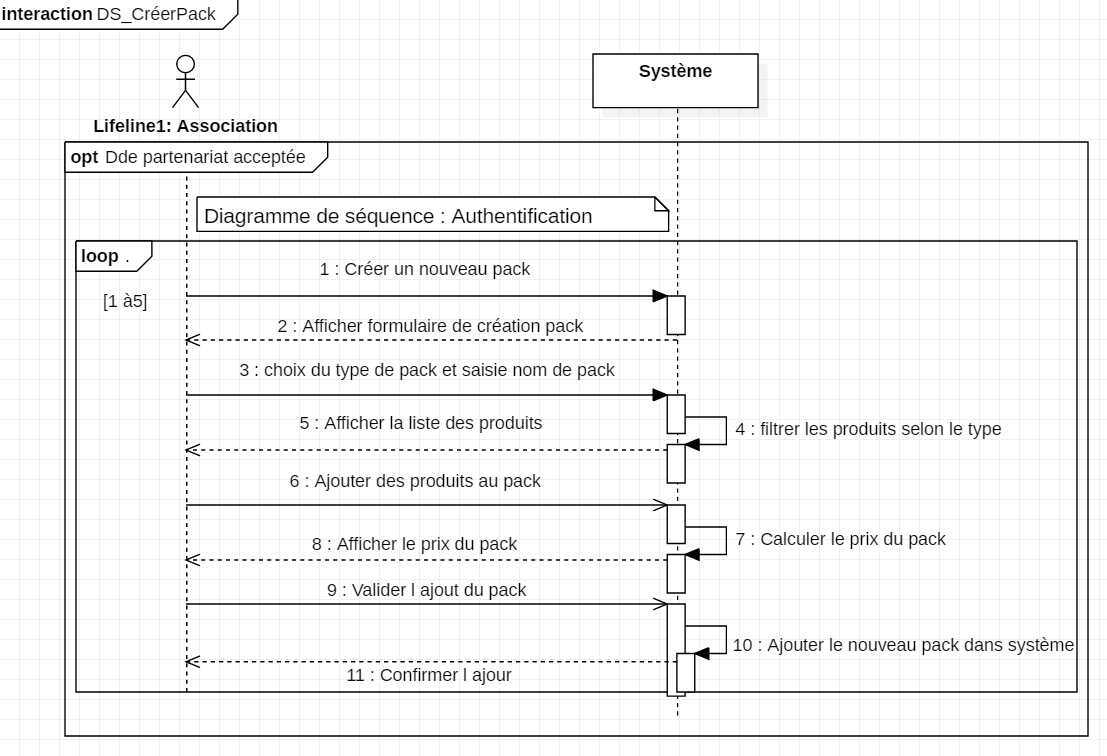 interaction DS_CréerPack
Système
Lifeline1: Association
opt Dde partenariat acceptée
Diagramme de séquence : Authentification
loop .
1 : Créer un nouveau pack
[1 à5]
2 : Afficher formulaire de création pack
3 : choix du type de pack et saisie nom de pack
5 : Afficher la liste des produits
4 : filtrer les produits selon le type
6 : Ajouter des produits au pack
7 : Calculer le prix du pack
8 : Afficher le prix du pack
9 : Valider l ajout du pack
10 : Ajouter le nouveau pack dans système
11 : Confirmer l ajour